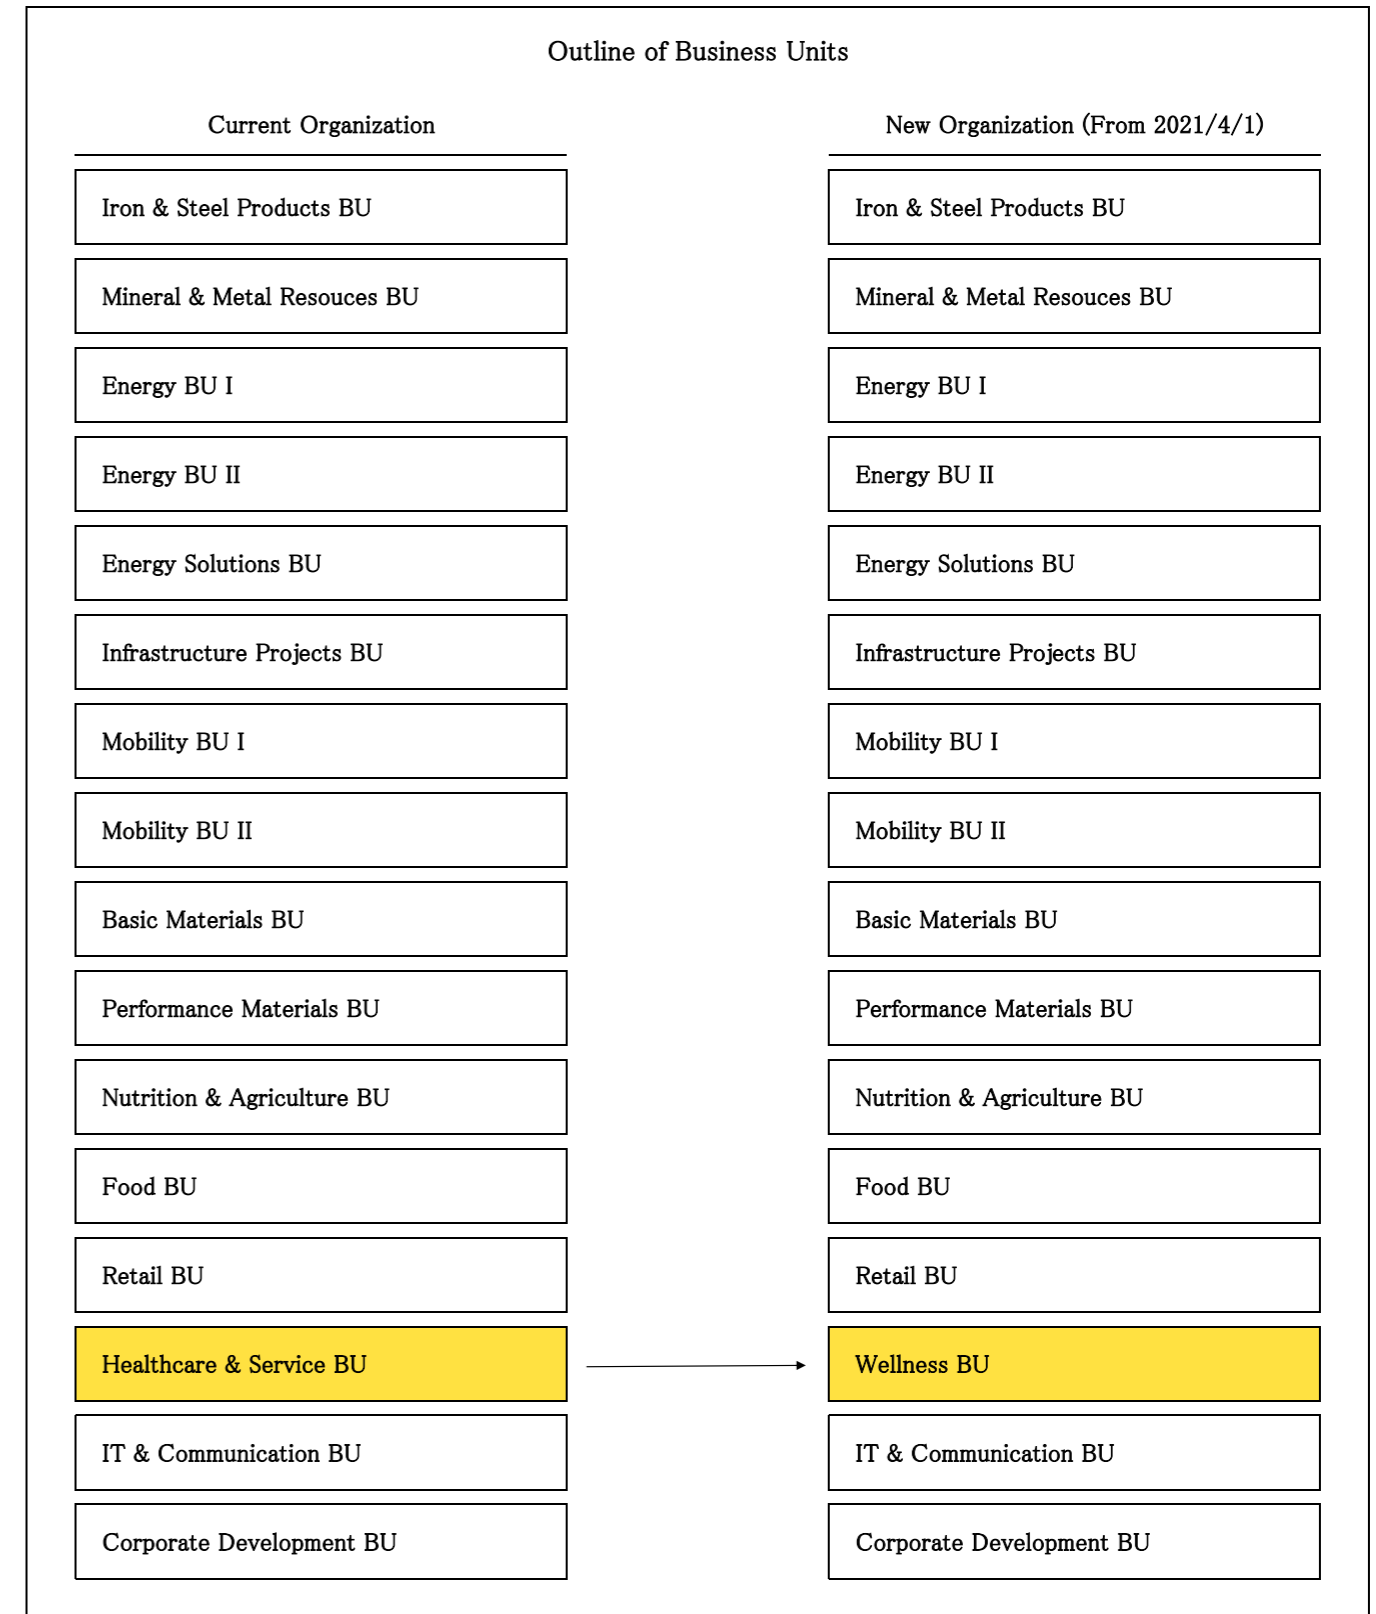 Outline of Business Units
Current Organization
New Organization (From 2021/4/1)
Iron & Steel Products BU
Iron & Steel Products BU
Mineral & Metal Resouces BU
Mineral & Metal Resouces BU
Energy BU I
Energy BU I
Energy BU II
Energy BU II
Energy Solutions BU
Energy Solutions BU
Infrastructure Projects BU
Infrastructure Projects BU
Mobility BU I
Mobility BU I
Mobility BU II
Mobility BU II
Basic Materials BU
Basic Materials BU
Performance Materials BU
Performance Materials BU
Nutrition & Agriculture BU
Nutrition & Agriculture BU
Food BU
Food BU
Retail BU
Retail BU
Healthcare & Service BU
Wellness BU
IT & Communication BU
IT & Communication BU
Corporate Development BU
Corporate Development BU